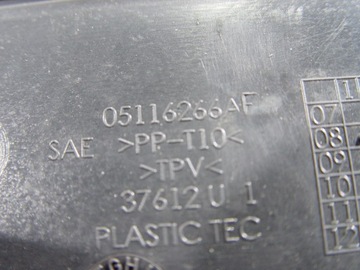 05116266AF
SAE >PP-T10<
>TPV<
37612 U 1
PLASTIC TEC
07
08
09
10
11
12